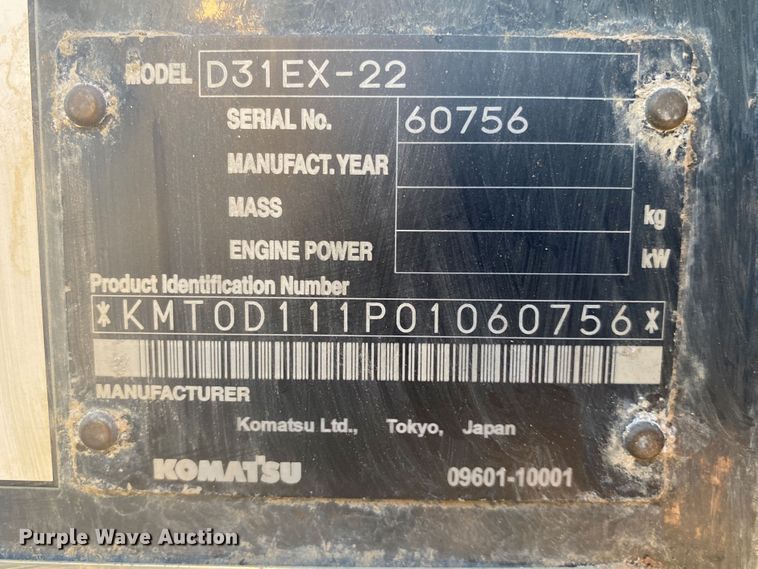 MODEL D31EX-22
SERIAL No. 60756
MANUFACT. YEAR
MASS kg
ENGINE POWER kW
Product Identification Number
*KMT0D111P01060756*
MANUFACTURER
Komatsu Ltd., Tokyo, Japan
KOMATSU 09601-10001
Purple Wave Auction